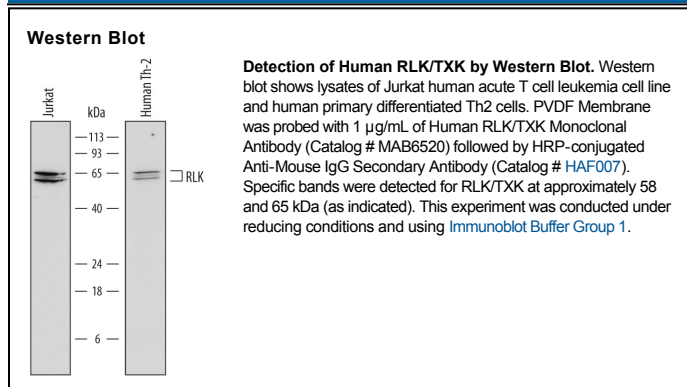 Western Blot
Jurkat
kDa
Human Th-2
113
93
65
RLK
40
24
18
6
Detection of Human RLK/TXK by Western Blot. Western
blot shows lysates of Jurkat human acute T cell leukemia cell line
and human primary differentiated Th2 cells. PVDF Membrane
was probed with 1 µg/mL of Human RLK/TXK Monoclonal
Antibody (Catalog # MAB6520) followed by HRP-conjugated
Anti-Mouse IgG Secondary Antibody (Catalog # HAF007).
Specific bands were detected for RLK/TXK at approximately 58
and 65 kDa (as indicated). This experiment was conducted under
reducing conditions and using Immunoblot Buffer Group 1.